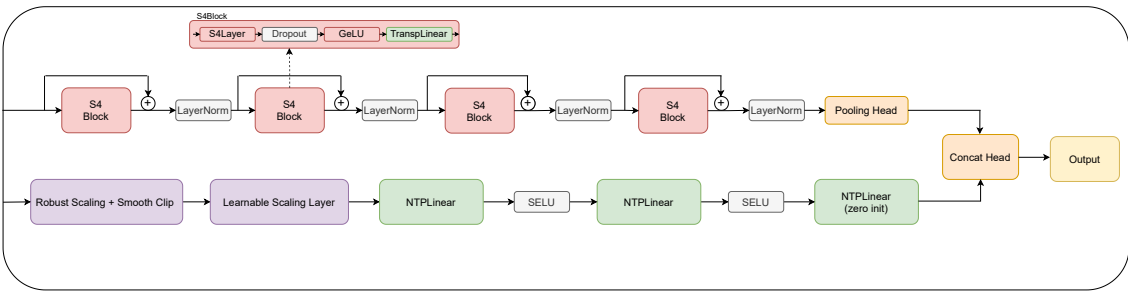 S4Block
S4Layer
Dropout
GeLU
TranspLinear
S4
Block
+
LayerNorm
S4
Block
+
LayerNorm
S4
Block
+
LayerNorm
S4
Block
+
LayerNorm
Pooling Head
Concat Head
Output
Robust Scaling + Smooth Clip
Learnable Scaling Layer
NTPLinear
SELU
NTPLinear
SELU
NTPLinear
(zero init)